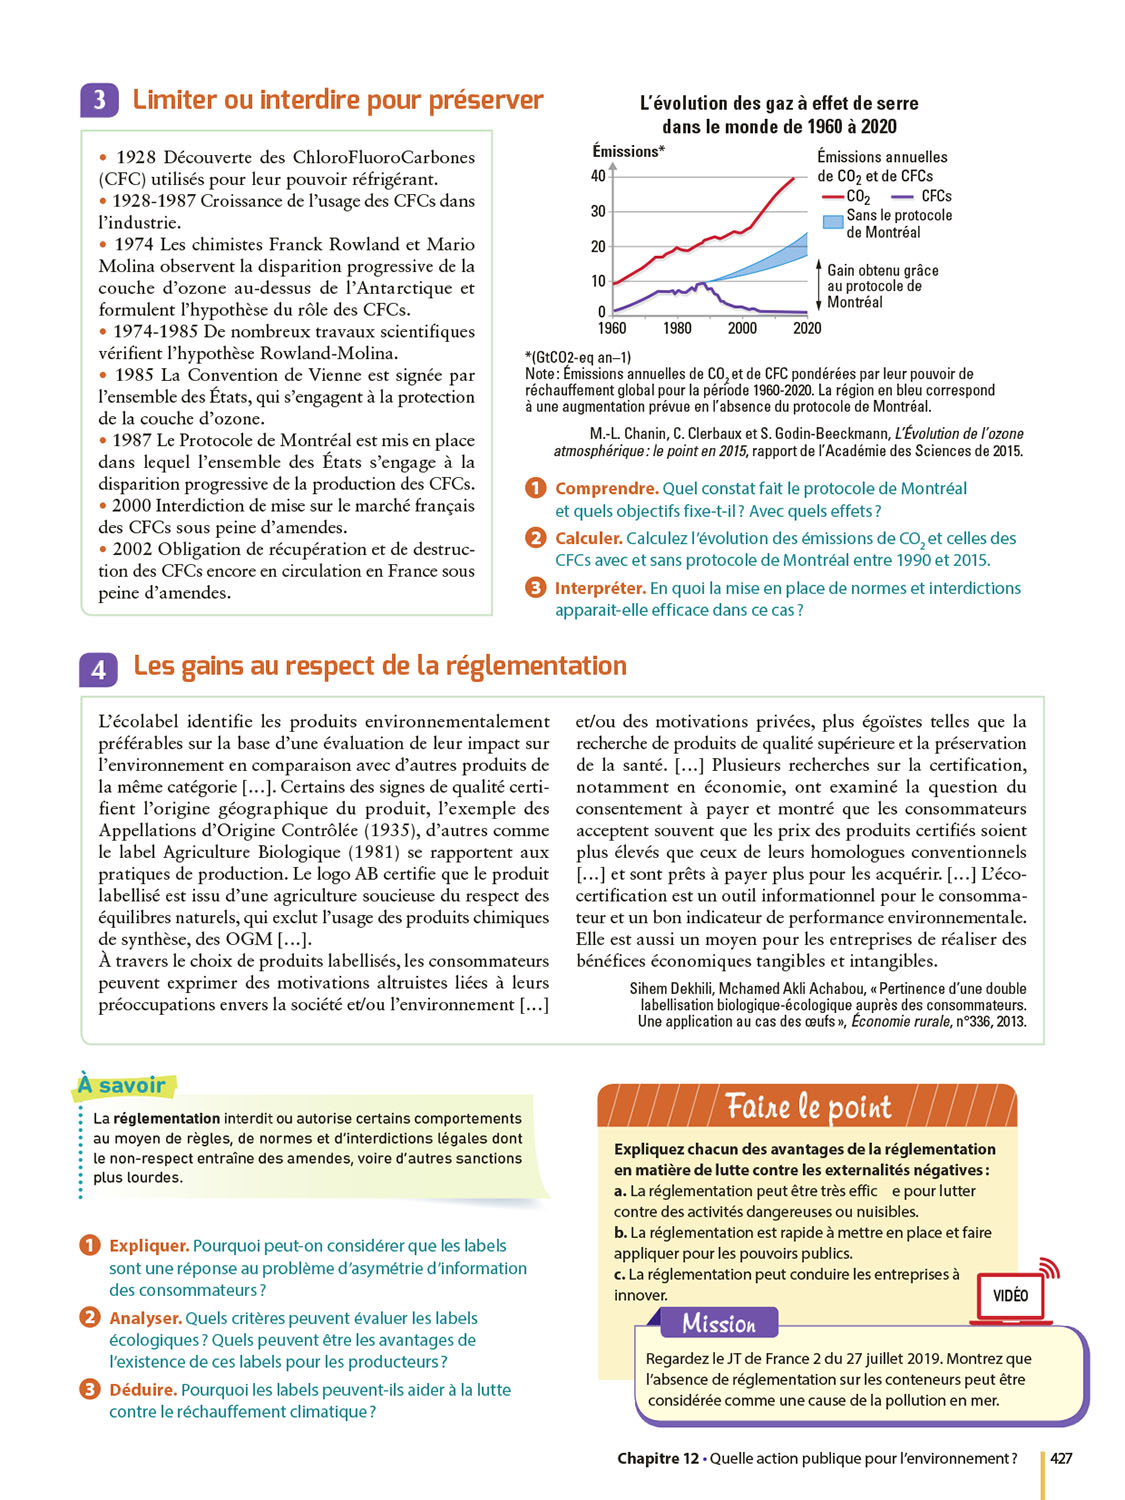 3 Limiter ou interdire pour préserver
• 1928 Découverte des ChloroFluoroCarbones
(CFC) utilisés pour leur pouvoir réfrigérant.
• 1928-1987 Croissance de l'usage des CFCs dans
l'industrie.
• 1974 Les chimistes Franck Rowland et Mario
Molina observent la disparition progressive de la
couche d'ozone au-dessus de l'Antarctique et
formulent l'hypothèse du rôle des CFCs.
• 1974-1985 De nombreux travaux scientifiques
vérifient l'hypothèse Rowland-Molina.
• 1985 La Convention de Vienne est signée par
l'ensemble des États, qui s'engagent à la protection
de la couche d'ozone.
• 1987 Le Protocole de Montréal est mis en place
dans lequel l'ensemble des États s'engage à la
disparition progressive de la production des CFCs.
• 2000 Interdiction de mise sur le marché français
des CFCs sous peine d'amendes.
• 2002 Obligation de récupération et de destruc-
tion des CFCs encore en circulation en France sous
peine d'amendes.
L'évolution des gaz à effet de serre
dans le monde de 1960 à 2020
Émissions*
40
30
20
10
0
1960 1980 2000 2020
Émissions annuelles
de CO2 et de CFCs
CO2 CFCs
Sans le protocole
de Montréal
Gain obtenu grâce
au protocole de
Montréal
*(GtCO2-eq an–1)
Note : Émissions annuelles de CO2 et de CFC pondérées par leur pouvoir de
réchauffement global pour la période 1960-2020. La région en bleu correspond
à une augmentation prévue en l'absence du protocole de Montréal.
M.-L. Chanin, C. Clerbaux et S. Godin-Beeckmann, L'Évolution de l'ozone
atmosphérique : le point en 2015, rapport de l'Académie des Sciences de 2015.
1 Comprendre. Quel constat fait le protocole de Montréal
et quels objectifs fixe-t-il ? Avec quels effets ?
2 Calculer. Calculez l'évolution des émissions de CO2 et celles des
CFCs avec et sans protocole de Montréal entre 1990 et 2015.
3 Interpréter. En quoi la mise en place de normes et interdictions
apparait-elle efficace dans ce cas ?
4 Les gains au respect de la réglementation
L'écolabel identifie les produits environnementalement
préférables sur la base d'une évaluation de leur impact sur
l'environnement en comparaison avec d'autres produits de
la même catégorie [...]. Certains des signes de qualité certi-
fient l'origine géographique du produit, l'exemple des
Appellations d'Origine Contrôlée (1935), d'autres comme
le label Agriculture Biologique (1981) se rapportent aux
pratiques de production. Le logo AB certifie que le produit
labellisé est issu d'une agriculture soucieuse du respect des
équilibres naturels, qui exclut l'usage des produits chimiques
de synthèse, des OGM [...].
À travers le choix de produits labellisés, les consommateurs
peuvent exprimer des motivations altruistes liées à leurs
préoccupations envers la société et/ou l'environnement [...]
et/ou des motivations privées, plus égoïstes telles que la
recherche de produits de qualité supérieure et la préservation
de la santé. [...] Plusieurs recherches sur la certification,
notamment en économie, ont examiné la question du
consentement à payer et montré que les consommateurs
acceptent souvent que les prix des produits certifiés soient
plus élevés que ceux de leurs homologues conventionnels
[...] et sont prêts à payer plus pour les acquérir. [...] L'éco-
certification est un outil informationnel pour le consomma-
teur et un bon indicateur de performance environnementale.
Elle est aussi un moyen pour les entreprises de réaliser des
bénéfices économiques tangibles et intangibles.
Sihem Dekhili, Mchamed Akli Achabou, « Pertinence d'une double
labellisation biologique-écologique auprès des consommateurs.
Une application au cas des œufs », Économie rurale, n°336, 2013.
À savoir
La réglementation interdit ou autorise certains comportements
au moyen de règles, de normes et d'interdictions légales dont
le non-respect entraîne des amendes, voire d'autres sanctions
plus lourdes.
1 Expliquer. Pourquoi peut-on considérer que les labels
sont une réponse au problème d'asymétrie d'information
des consommateurs ?
2 Analyser. Quels critères peuvent évaluer les labels
écologiques ? Quels peuvent être les avantages de
l'existence de ces labels pour les producteurs ?
3 Déduire. Pourquoi les labels peuvent-ils aider à la lutte
contre le réchauffement climatique ?
Faire le point
Expliquez chacun des avantages de la réglementation
en matière de lutte contre les externalités négatives :
a. La réglementation peut être très effic e pour lutter
contre des activités dangereuses ou nuisibles.
b. La réglementation est rapide à mettre en place et faire
appliquer pour les pouvoirs publics.
c. La réglementation peut conduire les entreprises à
innover.
VIDÉO
Mission
Regardez le JT de France 2 du 27 juillet 2019. Montrez que
l'absence de réglementation sur les conteneurs peut être
considérée comme une cause de la pollution en mer.
Chapitre 12 • Quelle action publique pour l'environnement ? 427